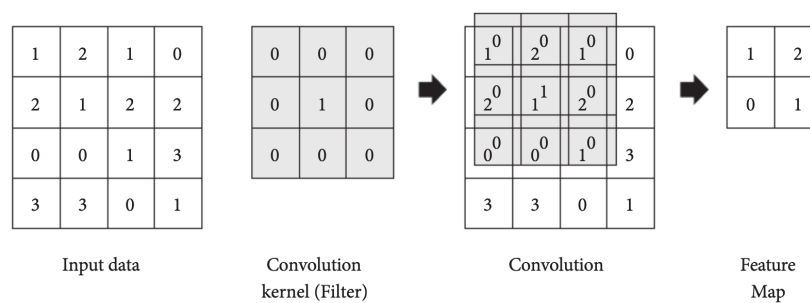 1 2 1 0
2 1 2 2
0 0 1 3
3 3 0 1
Input data
0 0 0
0 1 0
0 0 0
Convolution
kernel (Filter)
1 0 2 0 1 0 0
2 0 1 1 2 0 2
0 0 0 0 1 0 3
3 3 0 1
Convolution
1 2
0 1
Feature
Map